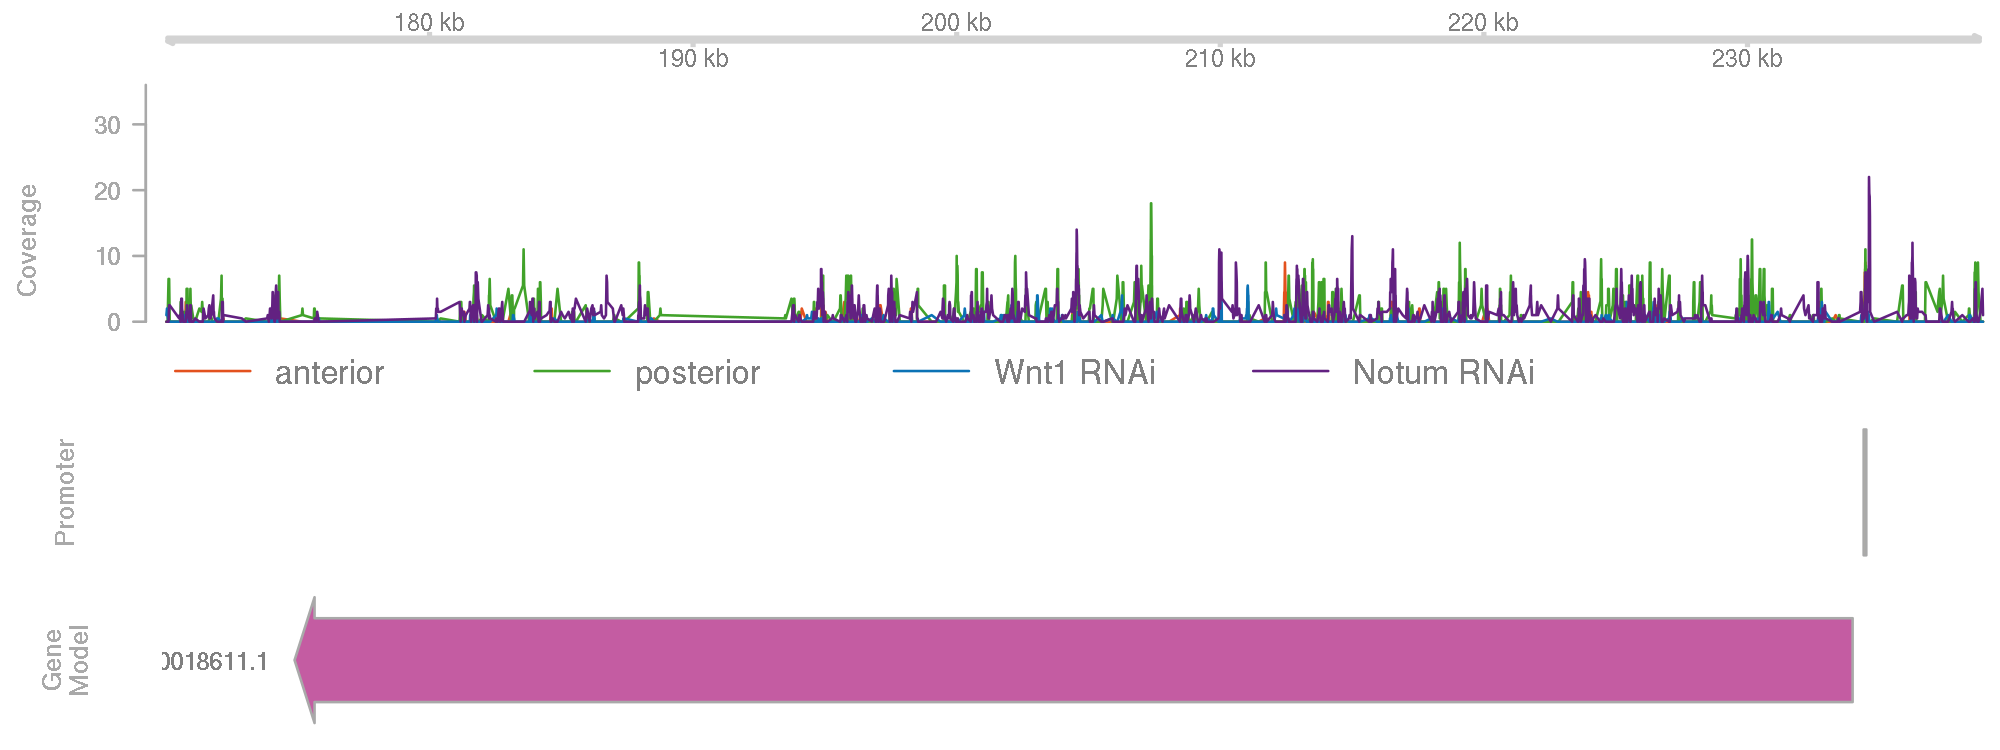 180 kb 200 kb 220 kb
190 kb 210 kb 230 kb
30
20
10
0
Coverage
anterior posterior Wnt1 RNAi Notum RNAi
Promoter
0
Gene
Model
0018611.1